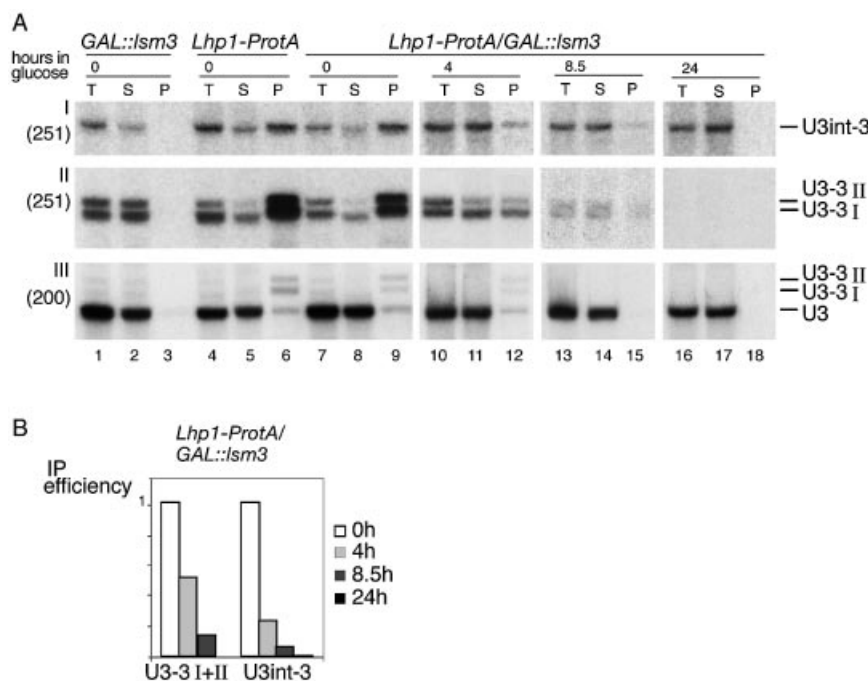 A
GAL::lsm3 Lhp1-ProtA Lhp1-ProtA/GAL::lsm3
hours in glucose 0 0 0 4 8.5 24
T S P T S P T S P T S P T S P T S P
I
(251) U3int-3
II
(251) U3-3 II
U3-3 I
III
(200) U3-3 II
U3-3 I
U3
1 2 3 4 5 6 7 8 9 10 11 12 13 14 15 16 17 18
B
Lhp1-ProtA/
GAL::lsm3
IP
efficiency
1
0h
4h
8.5h
24h
U3-3 I+II U3int-3